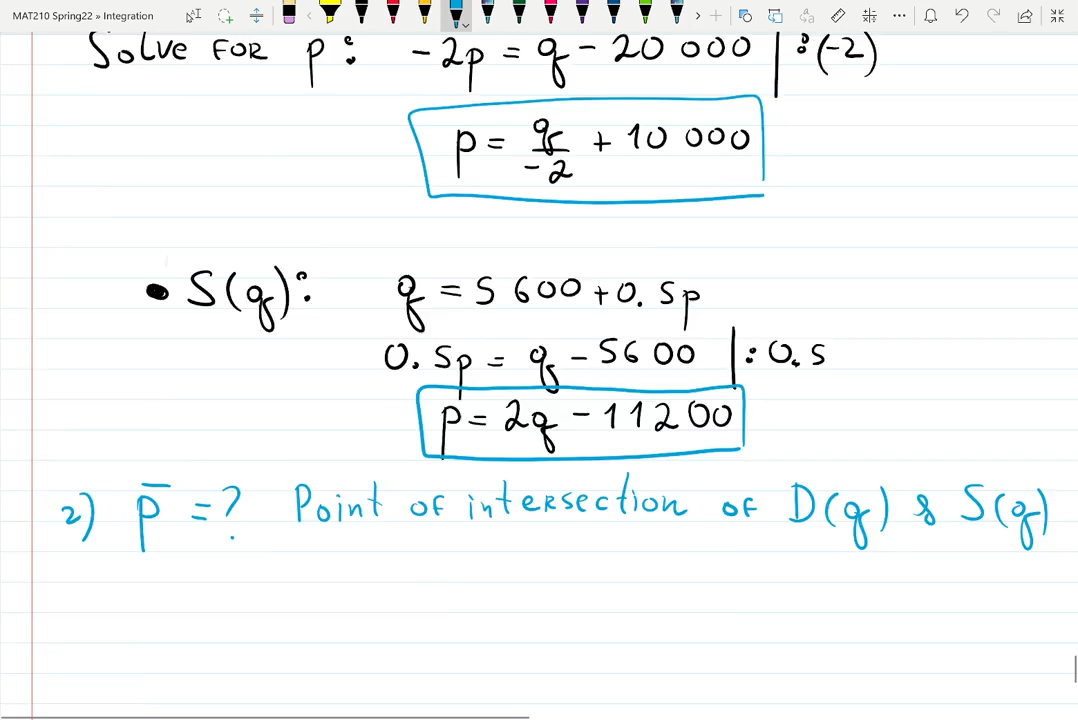 MAT210 Spring22 » Integration
SOLVE FOR p: -2p = q - 20 000 | :(-2)
p = q/-2 + 10 000
• S(q): q = 5 600 + 0.5p
0.5p = q - 5600 | : 0.5
p = 2q - 11200
2) p̄ = ? Point of intersection of D(q) & S(q)